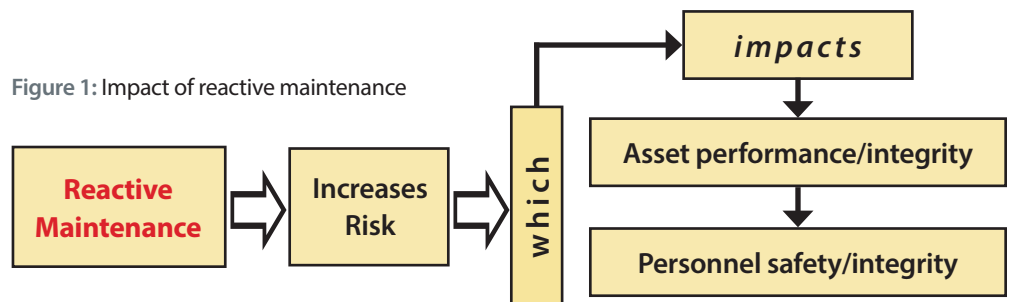 Figure 1: Impact of reactive maintenance
Reactive
Maintenance
Increases
Risk
which
impacts
Asset performance/integrity
Personnel safety/integrity